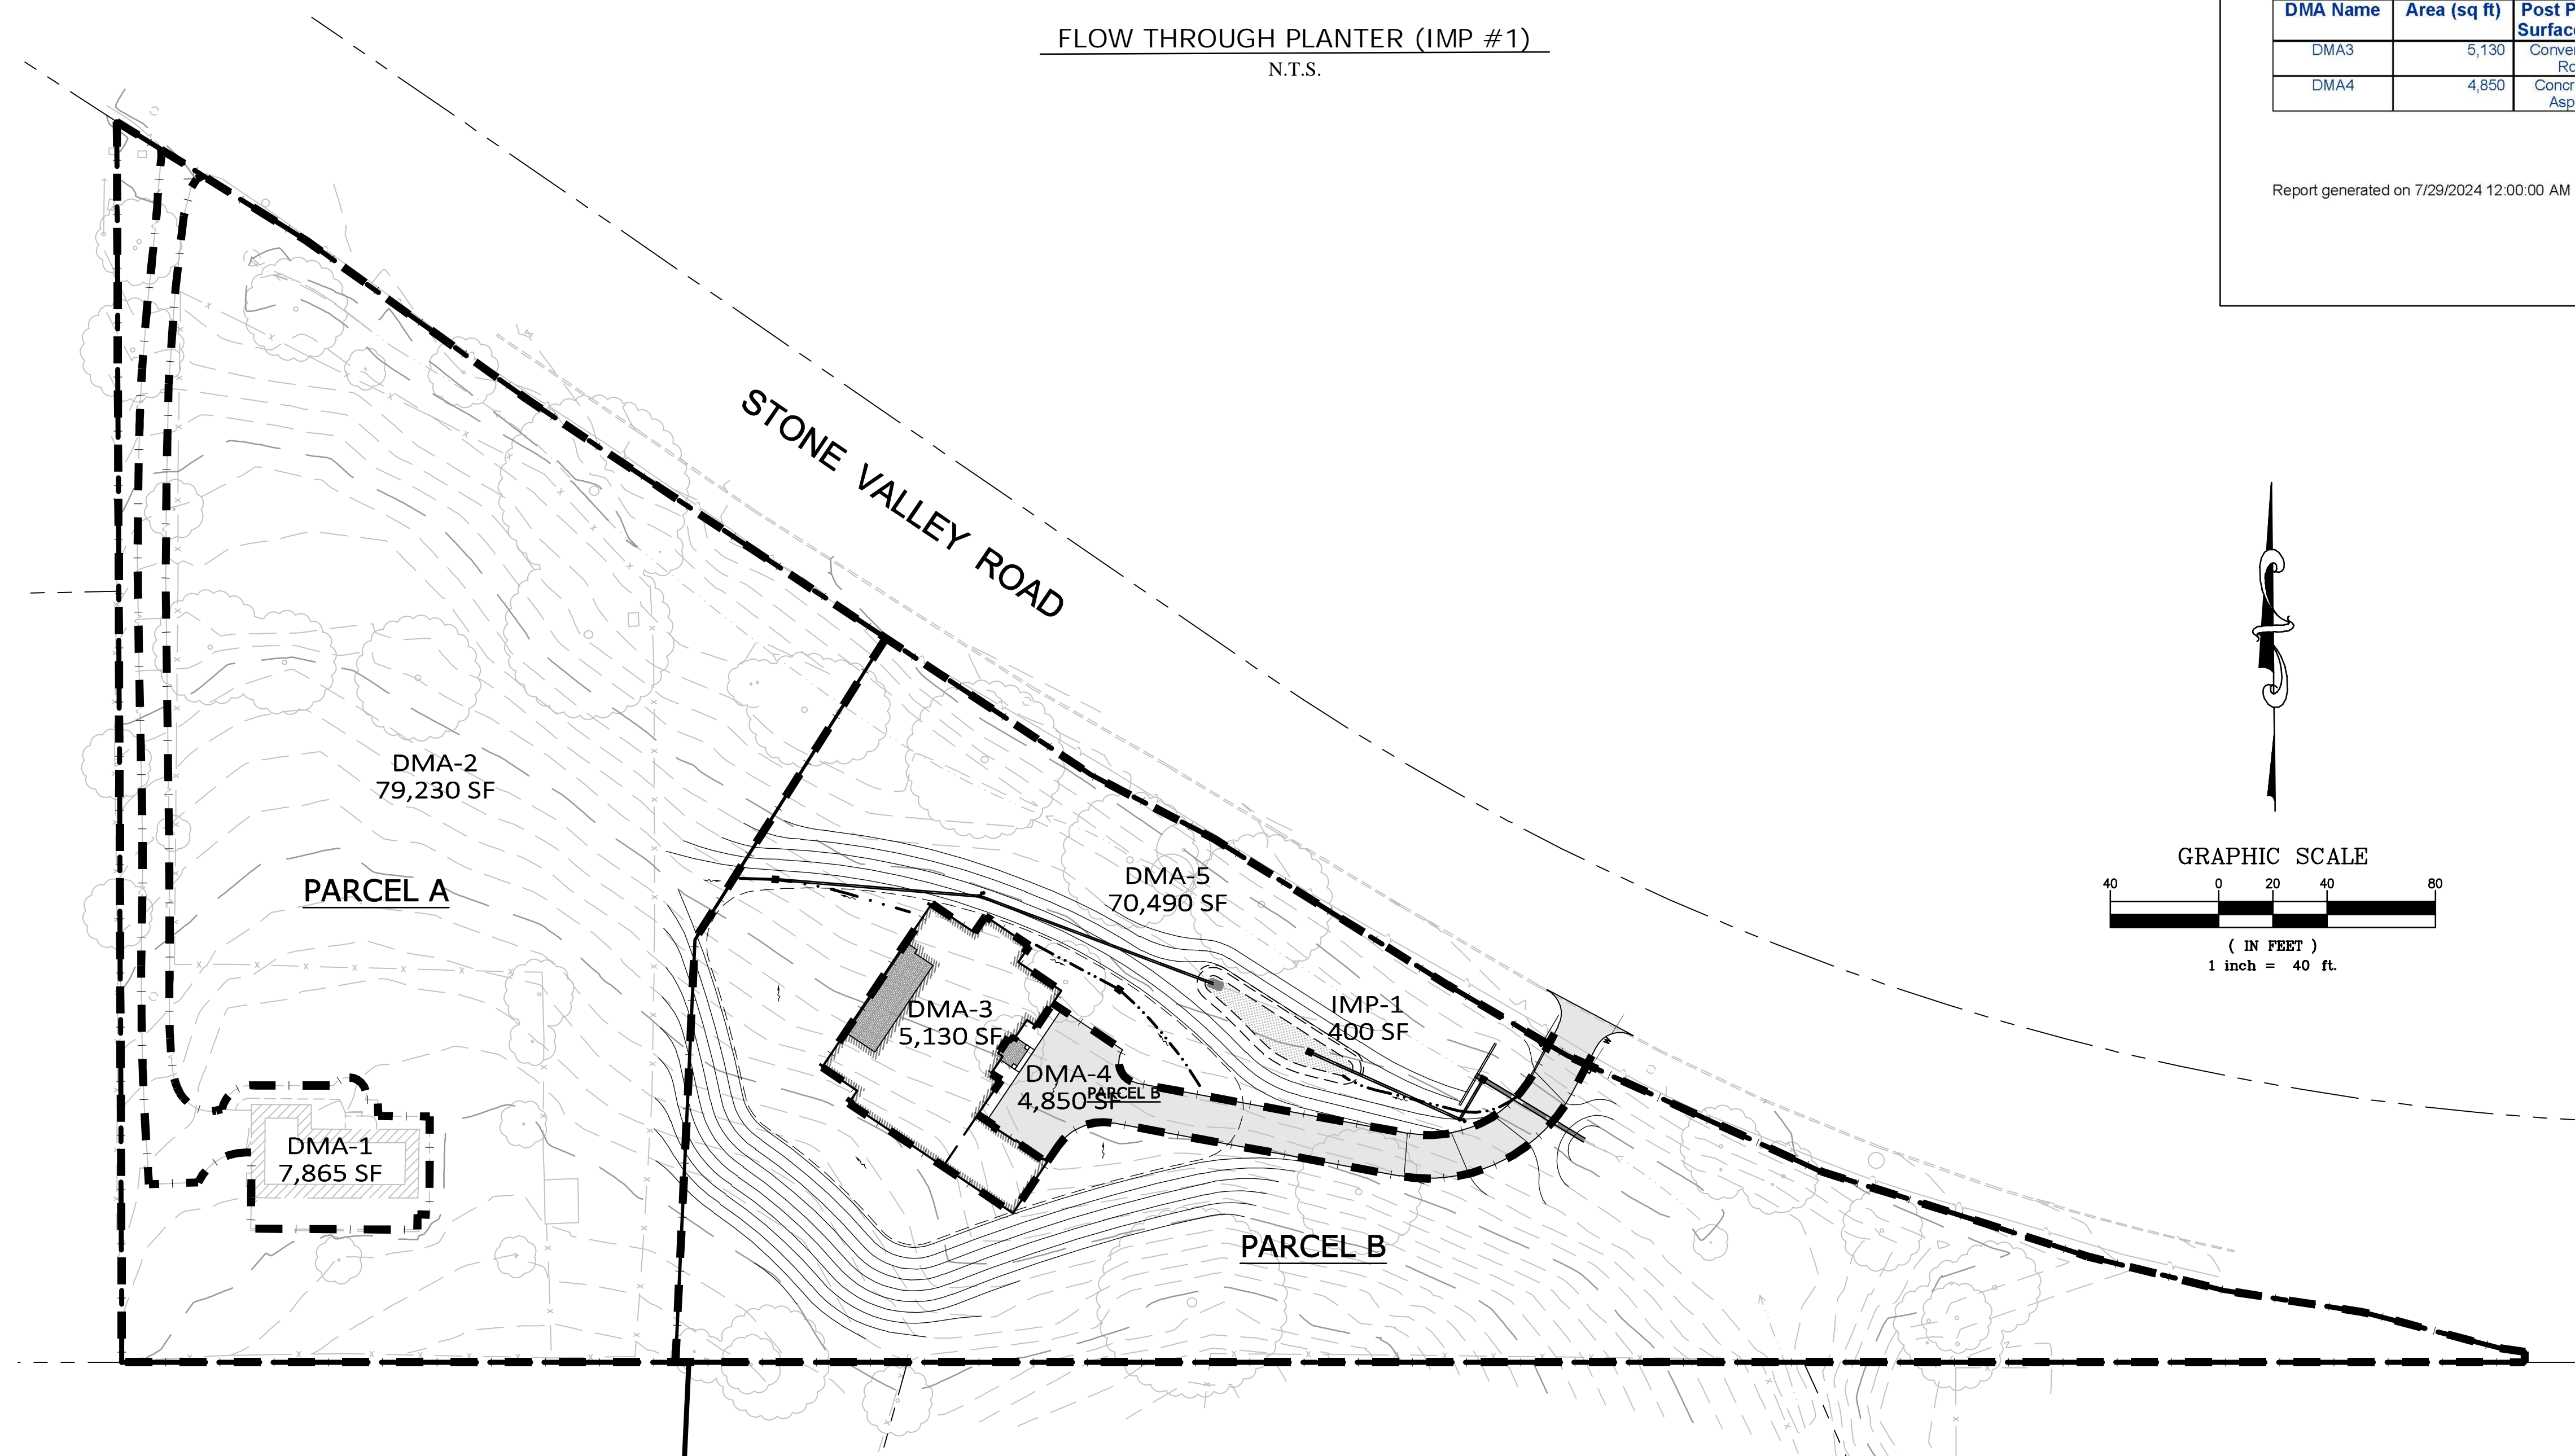 FLOW THROUGH PLANTER (IMP #1)
N.T.S.
DMA Name Area (sq ft) Post P
Surface
DMA3 5,130 Conver
Ro
DMA4 4,850 Concr
Asp
Report generated on 7/29/2024 12:00:00 AM
STONE VALLEY ROAD
DMA-2
79,230 SF
PARCEL A
DMA-1
7,865 SF
DMA-5
70,490 SF
DMA-3
5,130 SF
IMP-1
400 SF
DMA-4
4,850 SF
PARCEL B
PARCEL B
GRAPHIC SCALE
40 0 20 40 80
( IN FEET )
1 inch = 40 ft.